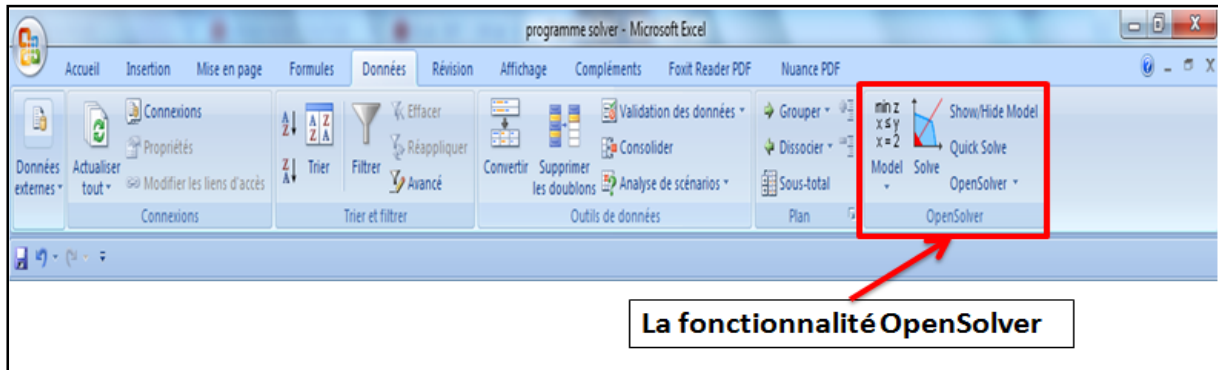 programme solver - Microsoft Excel
Accueil Insertion Mise en page Formules Données Révision Affichage Compléments Foxit Reader PDF Nuance PDF
Données externes
Actualiser tout
Connexions
Propriétés
Modifier les liens d'accès
Connexions
Trier
Filtrer
Effacer
Réappliquer
Avancé
Trier et filtrer
Convertir
Supprimer les doublons
Validation des données
Consolider
Analyse de scénarios
Outils de données
Grouper
Dissocier
Sous-total
Plan
min z
x ≤ y
x = 2
Model
Solve
Show/Hide Model
Quick Solve
OpenSolver
OpenSolver
La fonctionnalité OpenSolver